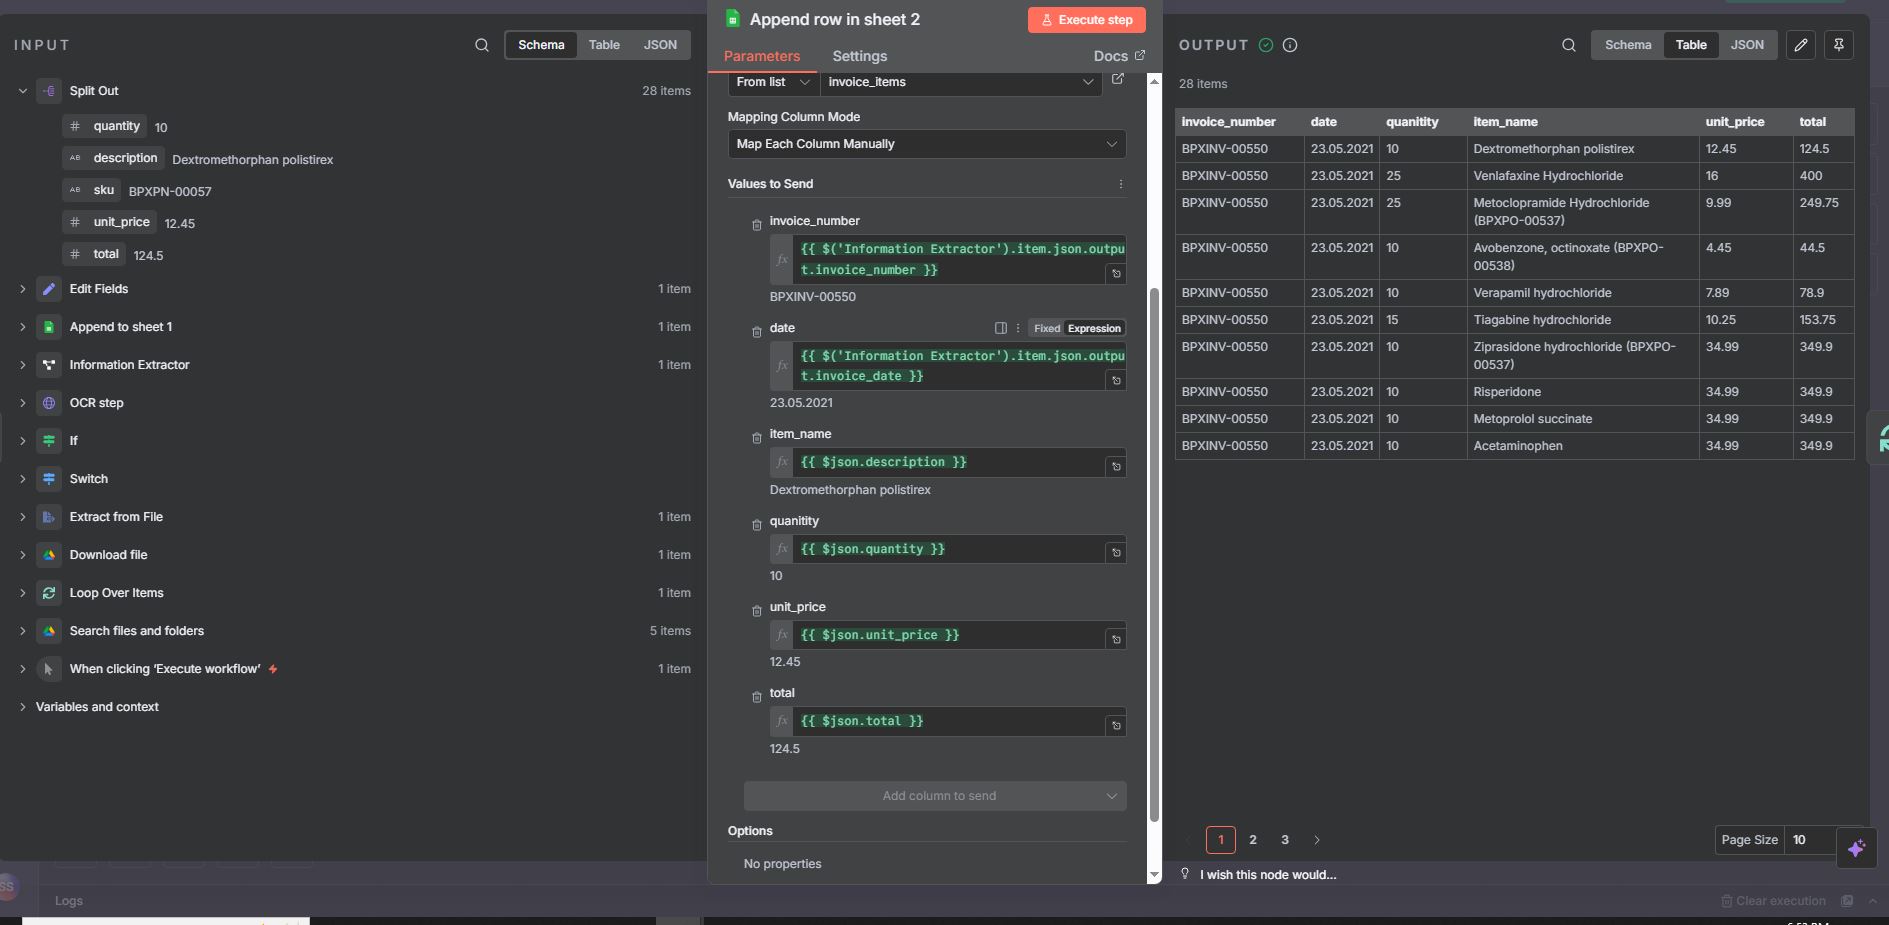 INPUT
Schema
Table
JSON
Split Out
28 items
# quantity 10
AB description Dextromethorphan polistirex
AB sku BPXPN-00057
# unit_price 12.45
# total 124.5
Edit Fields
1 item
Append to sheet 1
1 item
Information Extractor
1 item
OCR step
If
Switch
Extract from File
1 item
Download file
1 item
Loop Over Items
1 item
Search files and folders
5 items
When clicking ‘Execute workflow’
1 item
Variables and context
SS
Logs
Append row in sheet 2
Execute step
Parameters
Settings
Docs
From list
invoice_items
Mapping Column Mode
Map Each Column Manually
Values to Send
invoice_number
fx
{{ $('Information Extractor').item.json.outpu
t.invoice_number }}
BPXINV-00550
date
Fixed
Expression
fx
{{ $('Information Extractor').item.json.outpu
t.invoice_date }}
23.05.2021
item_name
fx
{{ $json.description }}
Dextromethorphan polistirex
quanitity
fx
{{ $json.quantity }}
10
unit_price
fx
{{ $json.unit_price }}
12.45
total
fx
{{ $json.total }}
124.5
Add column to send
Options
No properties
OUTPUT
Schema
Table
JSON
28 items
invoice_number date quanitity item_name unit_price total
BPXINV-00550 23.05.2021 10 Dextromethorphan polistirex 12.45 124.5
BPXINV-00550 23.05.2021 25 Venlafaxine Hydrochloride 16 400
BPXINV-00550 23.05.2021 25 Metoclopramide Hydrochloride 9.99 249.75
(BPXPO-00537)
BPXINV-00550 23.05.2021 10 Avobenzone, octinoxate (BPXPO- 4.45 44.5
00538)
BPXINV-00550 23.05.2021 10 Verapamil hydrochloride 7.89 78.9
BPXINV-00550 23.05.2021 15 Tiagabine hydrochloride 10.25 153.75
BPXINV-00550 23.05.2021 10 Ziprasidone hydrochloride (BPXPO- 34.99 349.9
00537)
BPXINV-00550 23.05.2021 10 Risperidone 34.99 349.9
BPXINV-00550 23.05.2021 10 Metoprolol succinate 34.99 349.9
BPXINV-00550 23.05.2021 10 Acetaminophen 34.99 349.9
1 2 3
Page Size 10
I wish this node would...
Clear execution